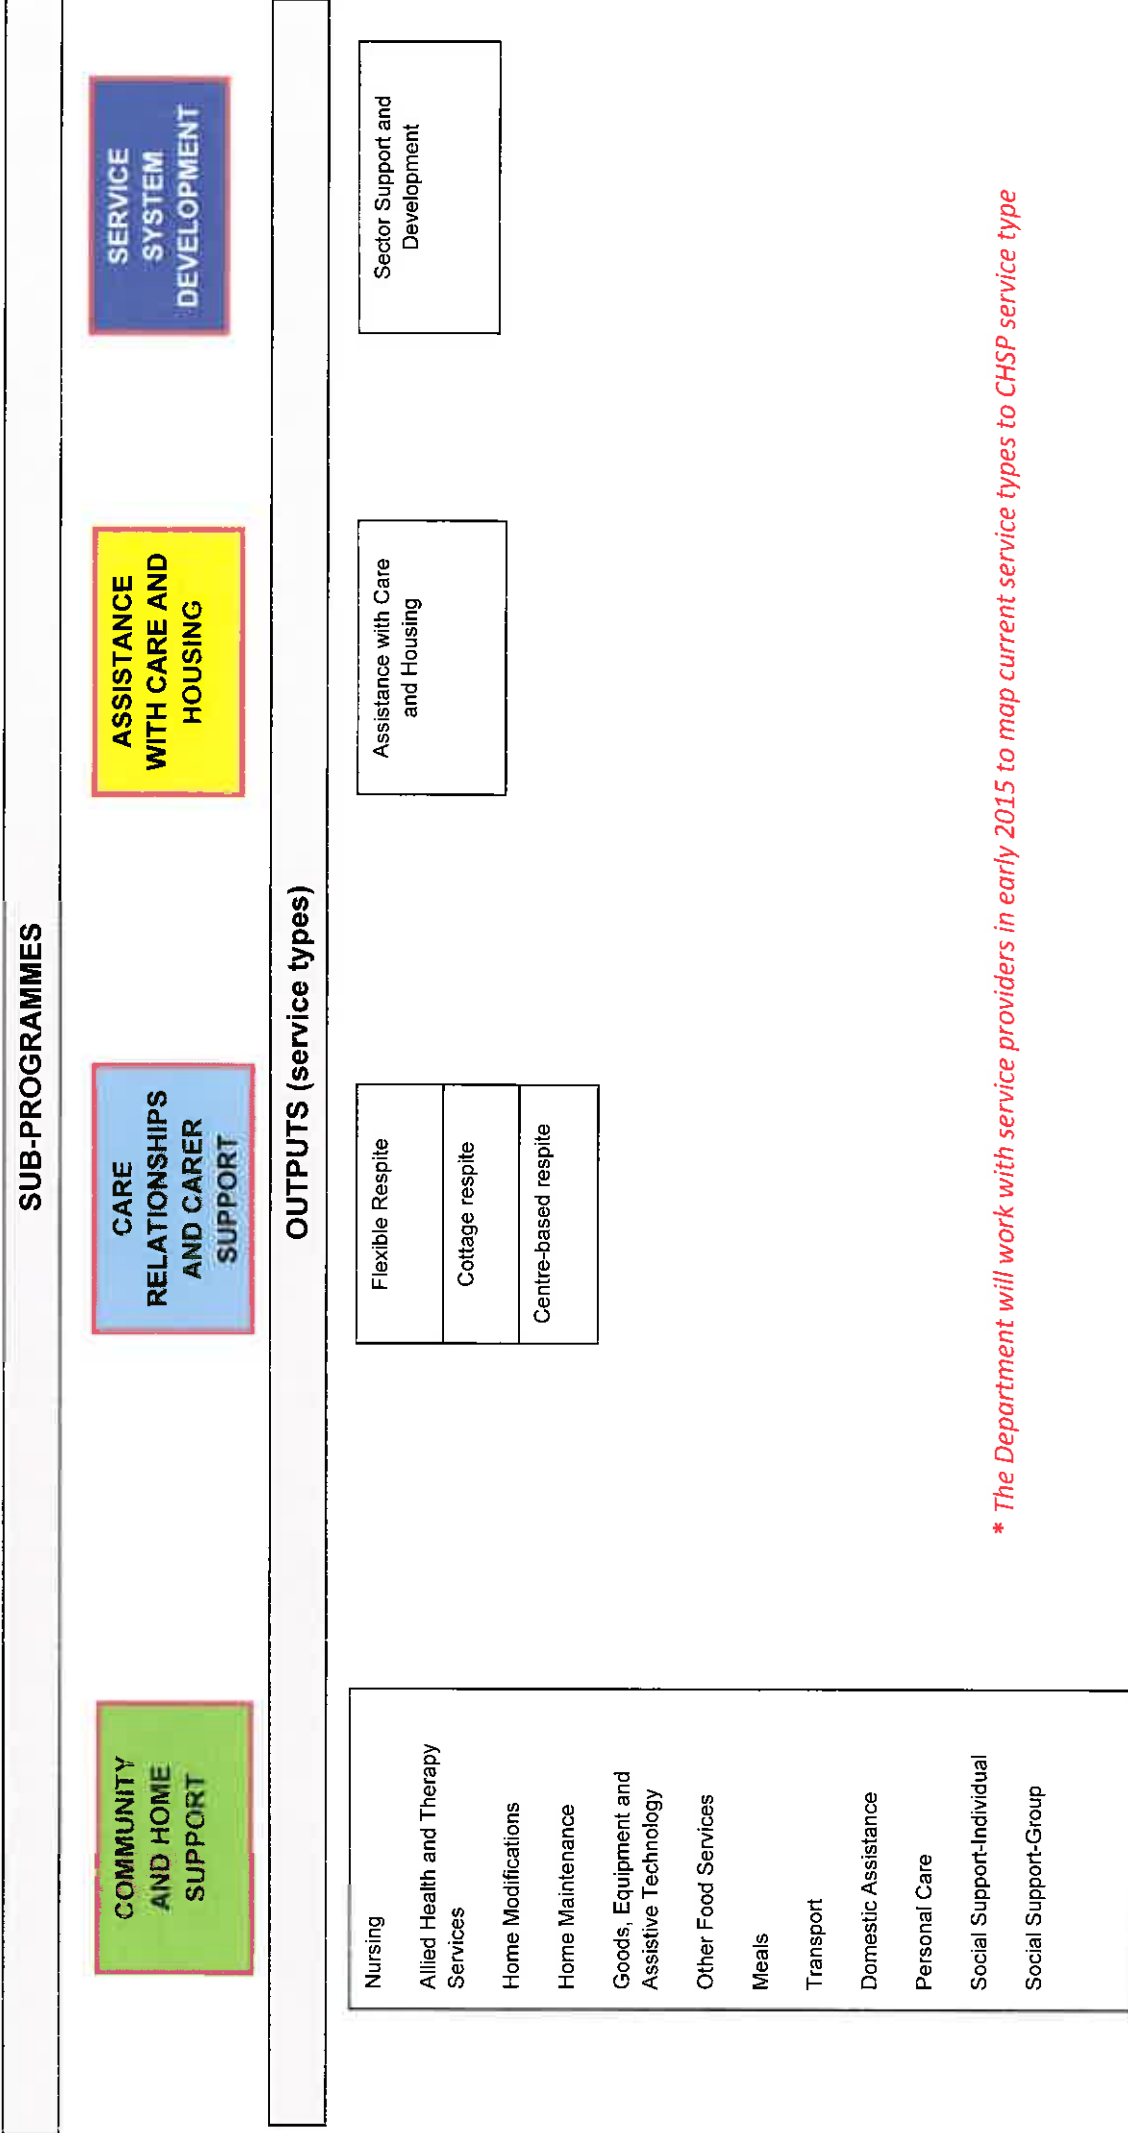 SUB-PROGRAMMES
COMMUNITY
AND HOME
SUPPORT
CARE
RELATIONSHIPS
AND CARER
SUPPORT
ASSISTANCE
WITH CARE AND
HOUSING
SERVICE
SYSTEM
DEVELOPMENT
OUTPUTS (service types)
Nursing
Allied Health and Therapy
Services
Home Modifications
Home Maintenance
Goods, Equipment and
Assistive Technology
Other Food Services
Meals
Transport
Domestic Assistance
Personal Care
Social Support-Individual
Social Support-Group
Flexible Respite
Cottage respite
Centre-based respite
Assistance with Care
and Housing
Sector Support and
Development
* The Department will work with service providers in early 2015 to map current service types to CHSP service type